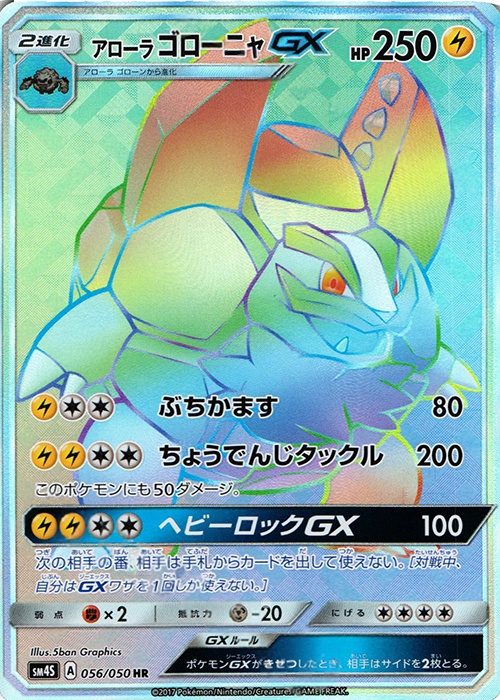 2進化 アローラ ゴローニャGX HP 250
アローラ ゴローンから進化
ぶちかます 80
ちょうでんじタックル 200
このポケモンにも50ダメージ。
ヘビーロックGX 100
次の相手の番、相手は手札からカードを出して使えない。[対戦中、
自分はGXワザを1回しか使えない。]
弱点 ×2 抵抗力 -20 にげる
GXルール
Illus.5ban Graphics
ポケモンGXがきぜつしたとき、相手はサイドを2枚とる。
SM4S A 056/050 HR
©2017 Pokémon/Nintendo/Creatures/GAME FREAK.